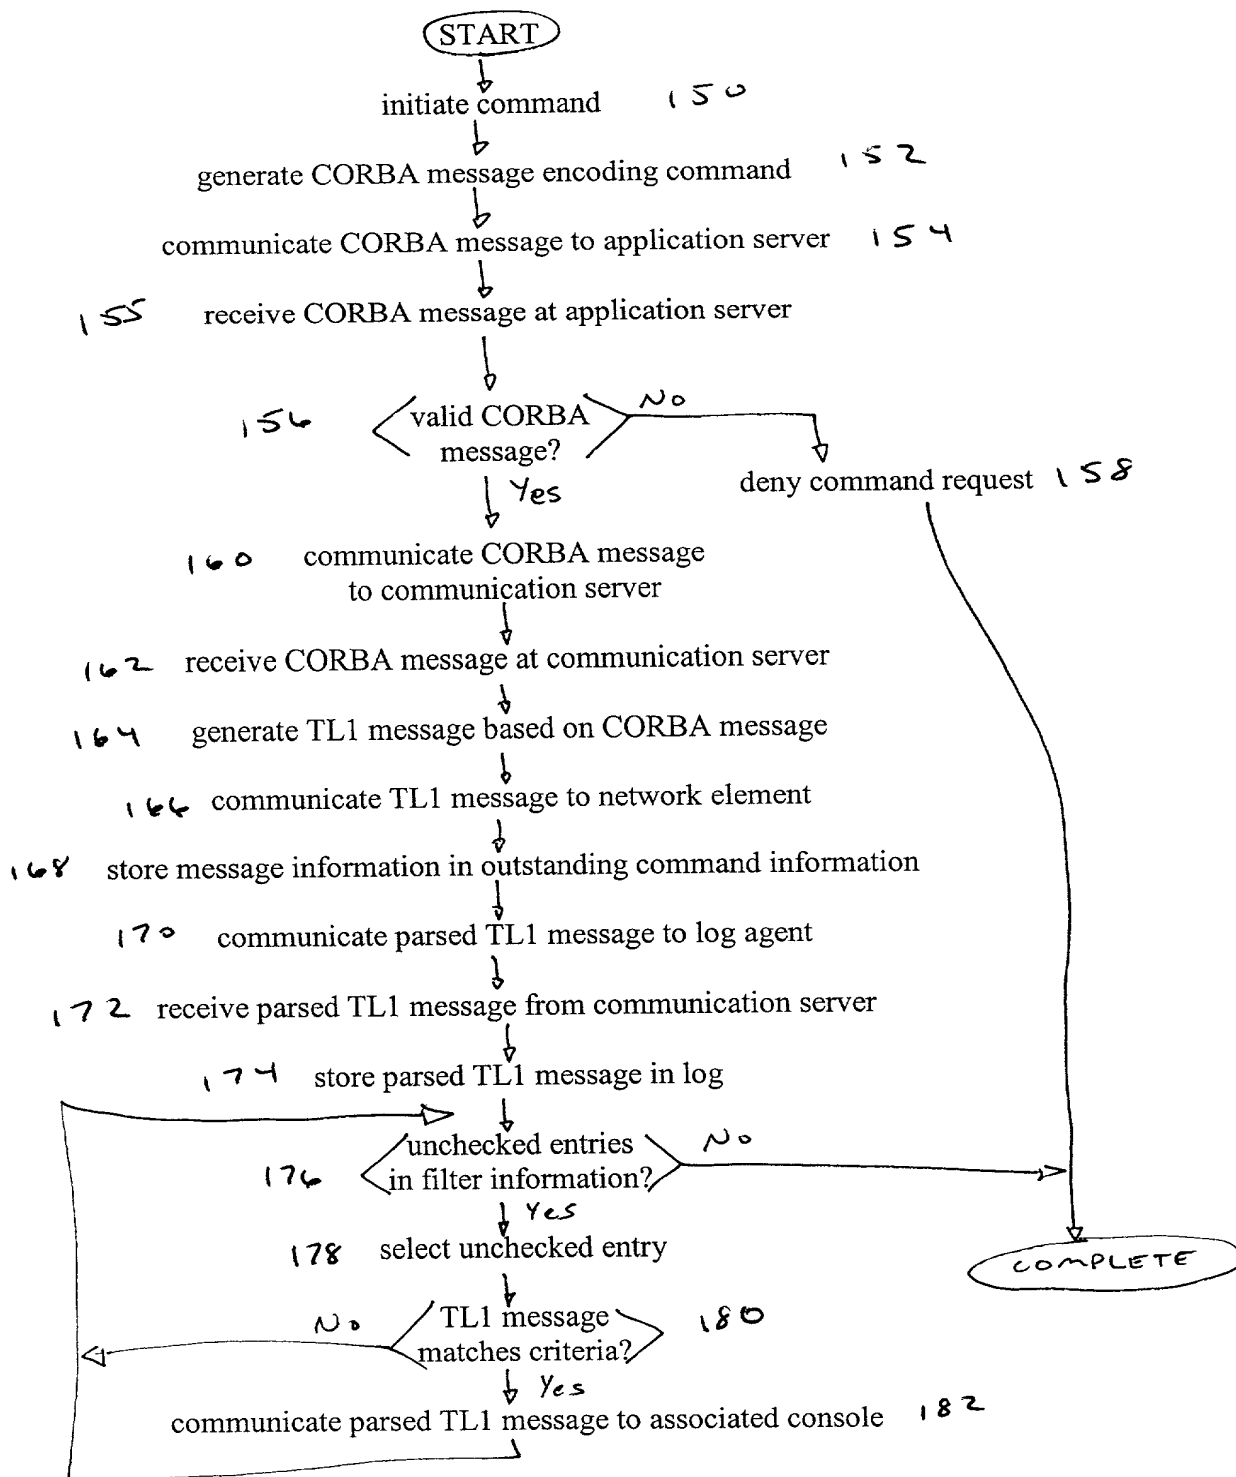 START
initiate command 150
generate CORBA message encoding command 152
communicate CORBA message to application server 154
155 receive CORBA message at application server
156 valid CORBA No
message?
Yes
deny command request 158
160 communicate CORBA message
to communication server
162 receive CORBA message at communication server
164 generate TL1 message based on CORBA message
166 communicate TL1 message to network element
168 store message information in outstanding command information
170 communicate parsed TL1 message to log agent
172 receive parsed TL1 message from communication server
174 store parsed TL1 message in log
unchecked entries No
176 in filter information?
Yes
178 select unchecked entry
COMPLETE
No TL1 message 180
matches criteria?
Yes
communicate parsed TL1 message to associated console 182